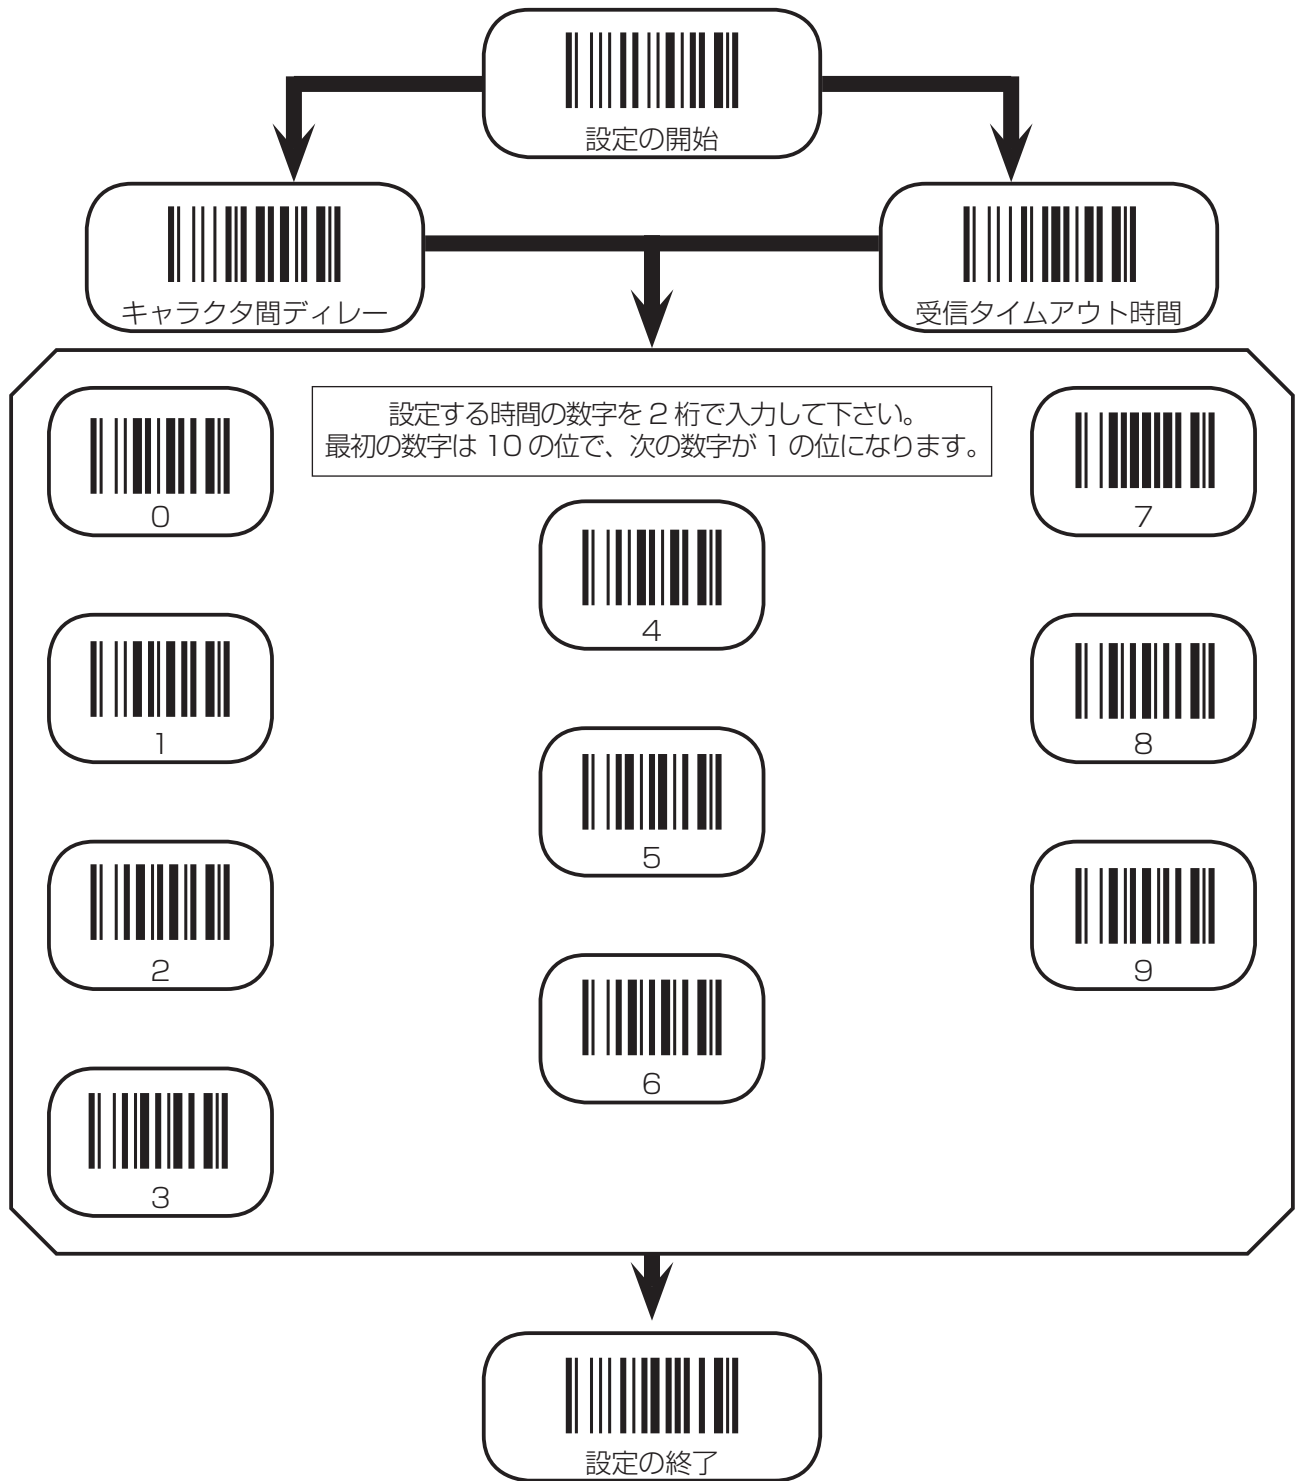 設定の開始
キャラクタ間ディレー
受信タイムアウト時間
設定する時間の数字を 2 桁で入力して下さい。
最初の数字は 10 の位で、次の数字が 1 の位になります。
0
1
2
3
4
5
6
7
8
9
設定の終了